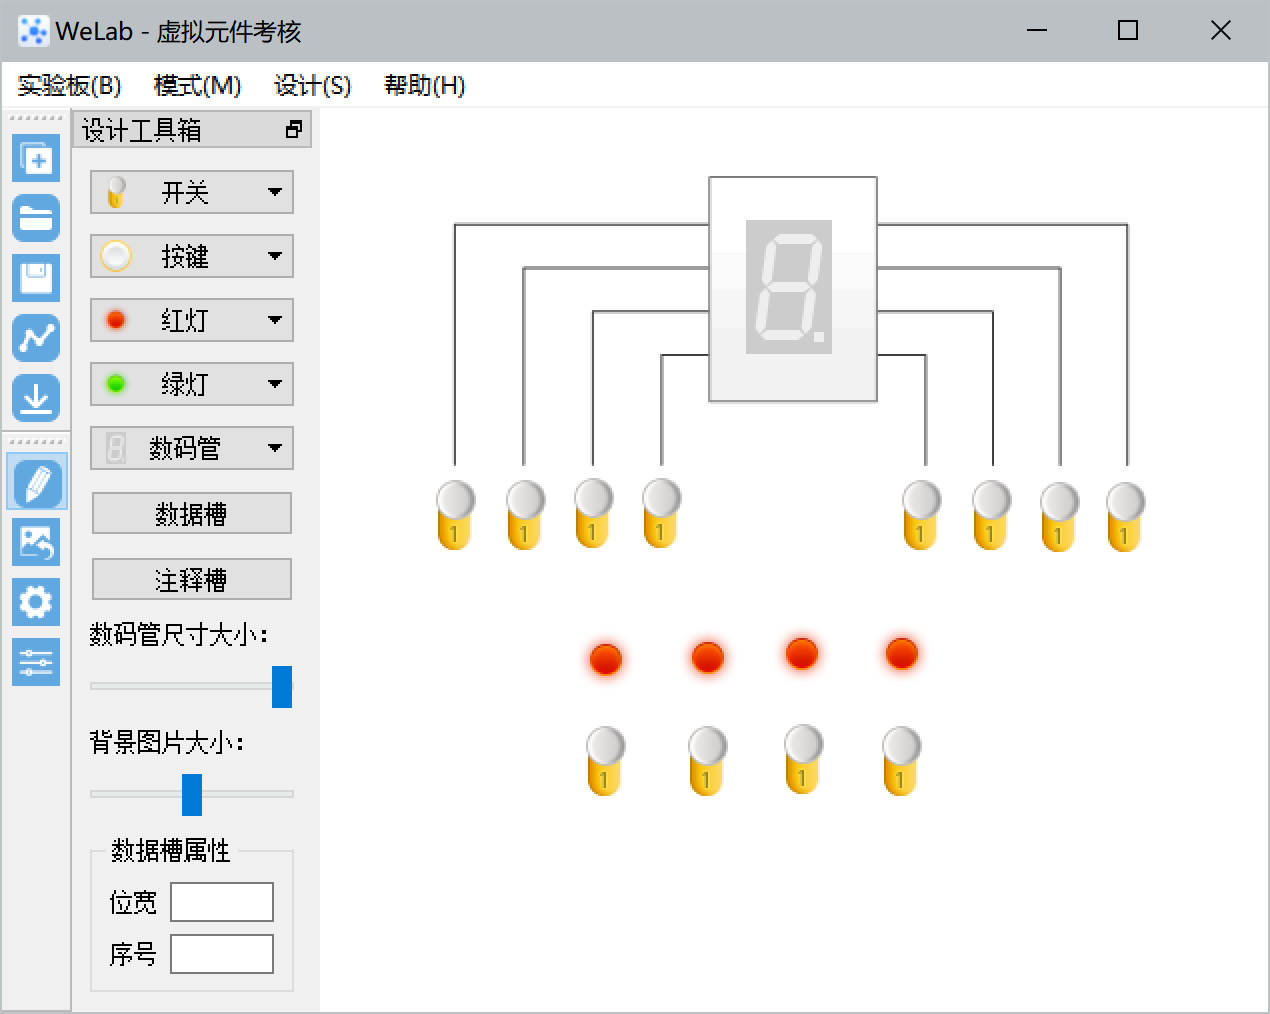 WeLab - 虚拟元件考核
实验板(B) 模式(M) 设计(S) 帮助(H)
设计工具箱
开关
按键
红灯
绿灯
数码管
数据槽
注释槽
数码管尺寸大小:
背景图片大小:
数据槽属性
位宽
序号
1 1 1 1 1 1 1 1
1 1 1 1